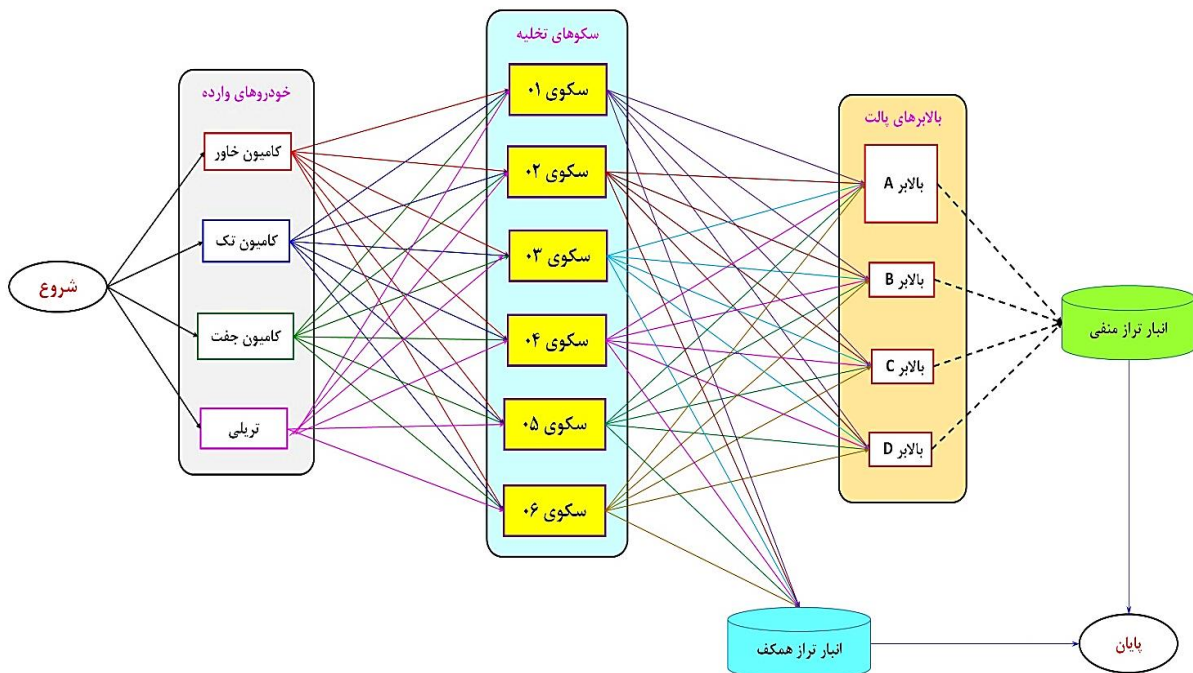 شروع
خودروهای وارده
کامیون خاور
کامیون تک
کامیون جفت
تریلی
سکوهای تخلیه
سکوی ۰۱
سکوی ۰۲
سکوی ۰۳
سکوی ۰۴
سکوی ۰۵
سکوی ۰۶
بالابرهای پالت
بالابر A
بالابر B
بالابر C
بالابر D
انبار تراز منفی
انبار تراز همکف
پایان